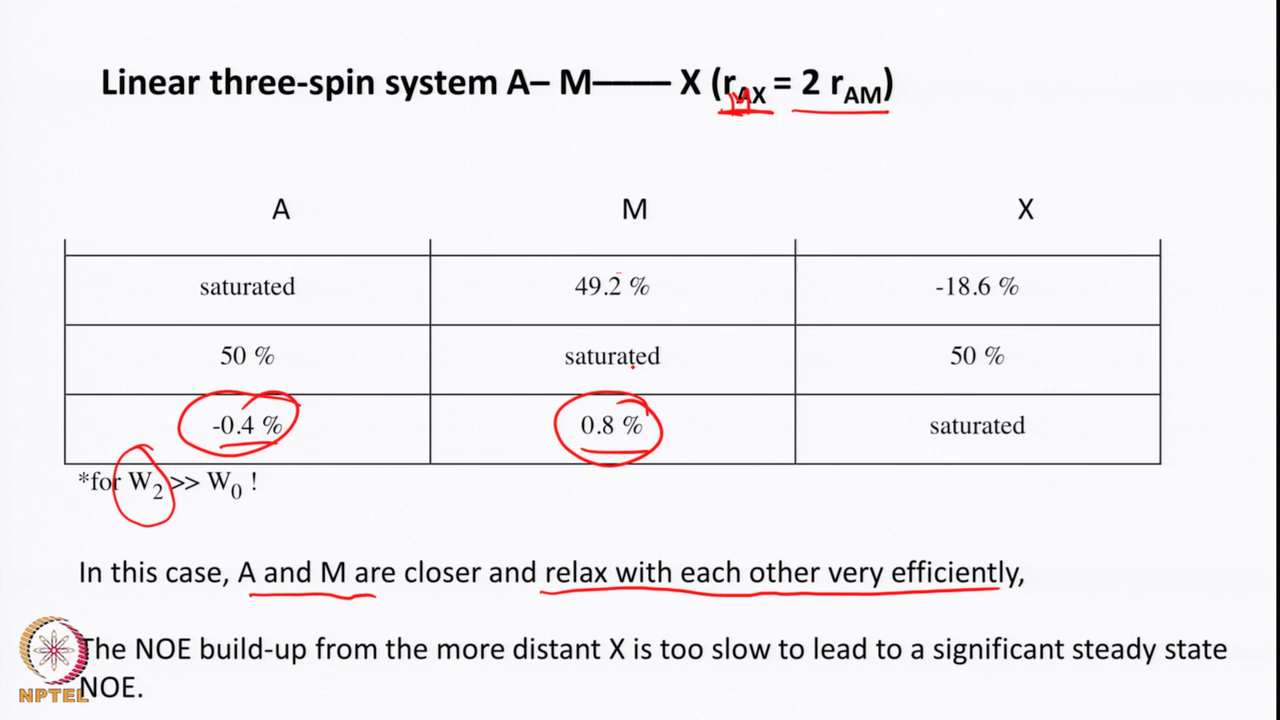 Linear three-spin system A– M—— X (rAX = 2 rAM)
M
A M X
saturated 49.2 % -18.6 %
50 % saturated 50 %
-0.4 % 0.8 % saturated
*for W2 >> W0 !
In this case, A and M are closer and relax with each other very efficiently,
The NOE build-up from the more distant X is too slow to lead to a significant steady state
NOE.
NPTEL